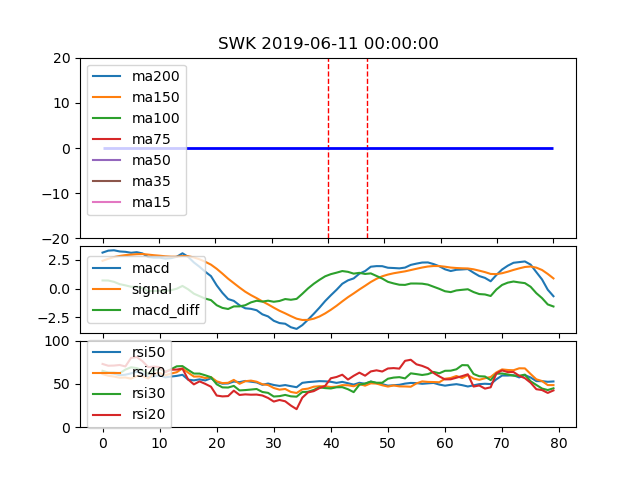 SWK 2019-06-11 00:00:00
20
10
0
−10
−20
ma200
ma150
ma100
ma75
ma50
ma35
ma15
2.5
0.0
−2.5
macd
signal
macd_diff
100
50
0
rsi50
rsi40
rsi30
rsi20
0 10 20 30 40 50 60 70 80